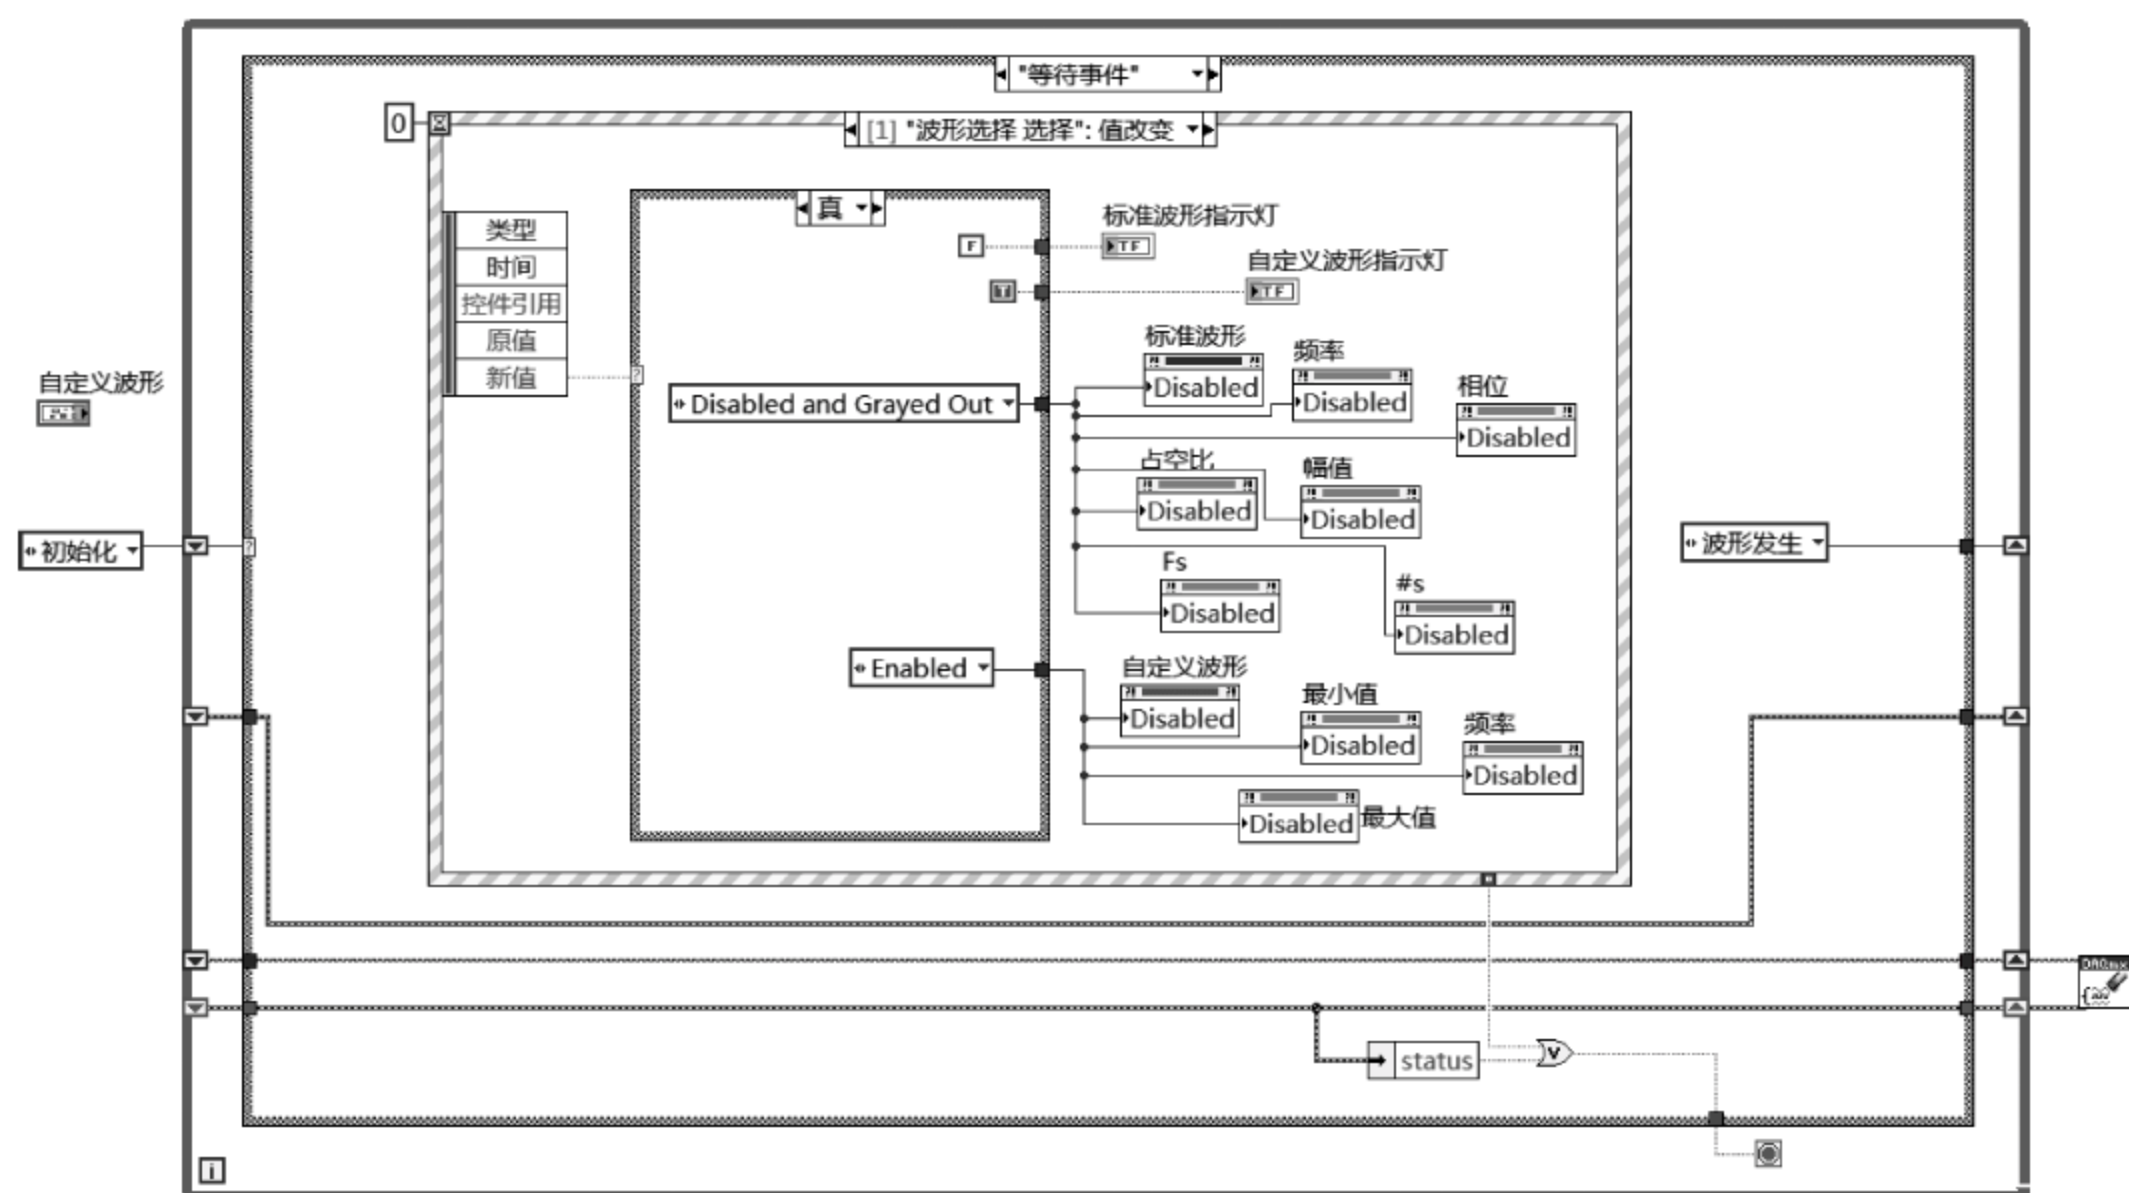 "等待事件"
0
[1] "波形选择 选择": 值改变
类型
时间
控件引用
原值
新值
真
F
T
标准波形指示灯
TF
自定义波形指示灯
TF
自定义波形
初始化
?
?
Disabled and Grayed Out
标准波形
Disabled
频率
Disabled
相位
Disabled
占空比
Disabled
幅值
Disabled
Fs
Disabled
#s
Disabled
Enabled
自定义波形
Disabled
最小值
Disabled
频率
Disabled
Disabled
最大值
波形发生
status
V
DAQmx
i